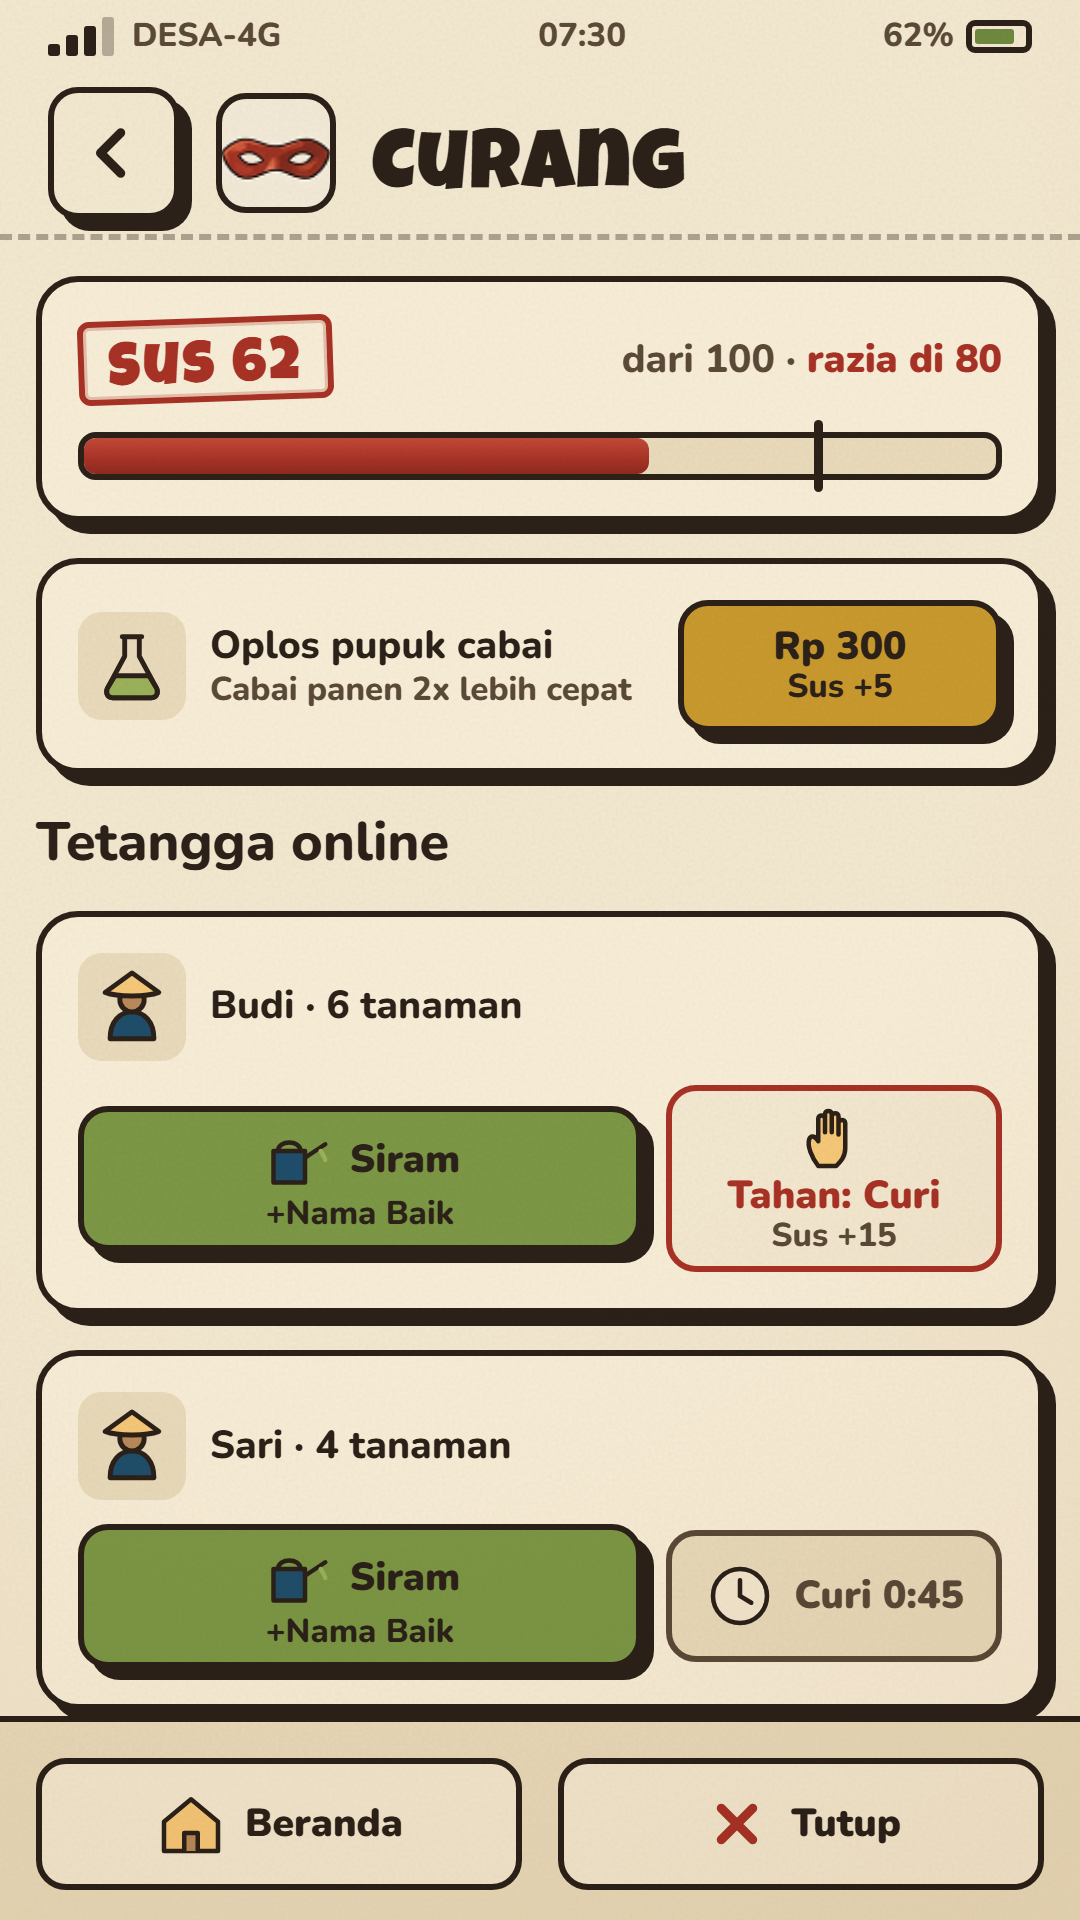 DESA-4G
07:30
62%
CURANG
SUS 62
dari 100 · razia di 80
Oplos pupuk cabai
Cabai panen 2x lebih cepat
Rp 300
Sus +5
Tetangga online
Budi · 6 tanaman
Siram
+Nama Baik
Tahan: Curi
Sus +15
Sari · 4 tanaman
Siram
+Nama Baik
Curi 0:45
Beranda
Tutup